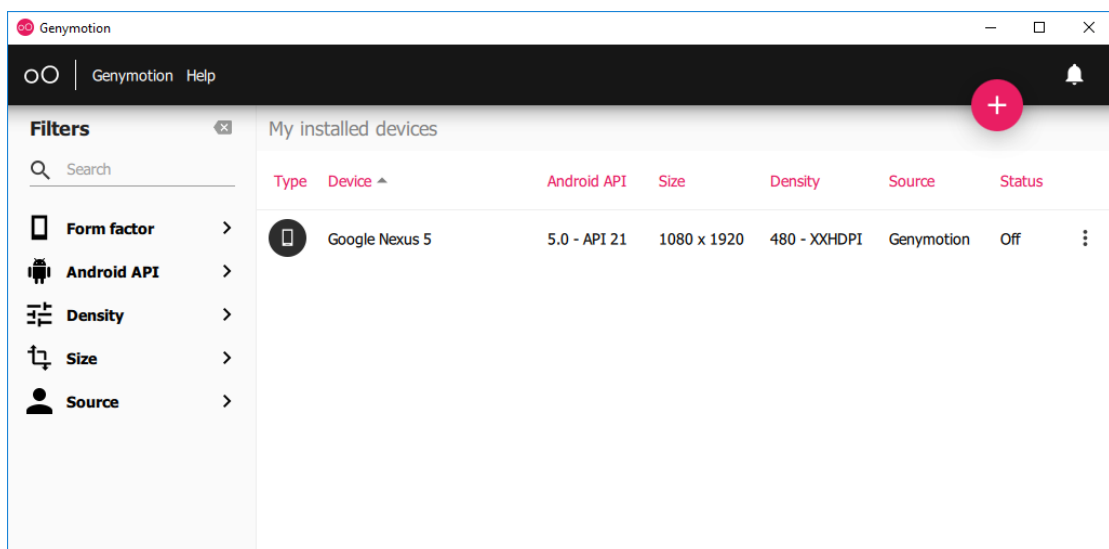 Genymotion
Genymotion Help
Filters
My installed devices
Search
Type Device Android API Size Density Source Status
Form factor
Google Nexus 5 5.0 - API 21 1080 x 1920 480 - XXHDPI Genymotion Off
Android API
Density
Size
Source